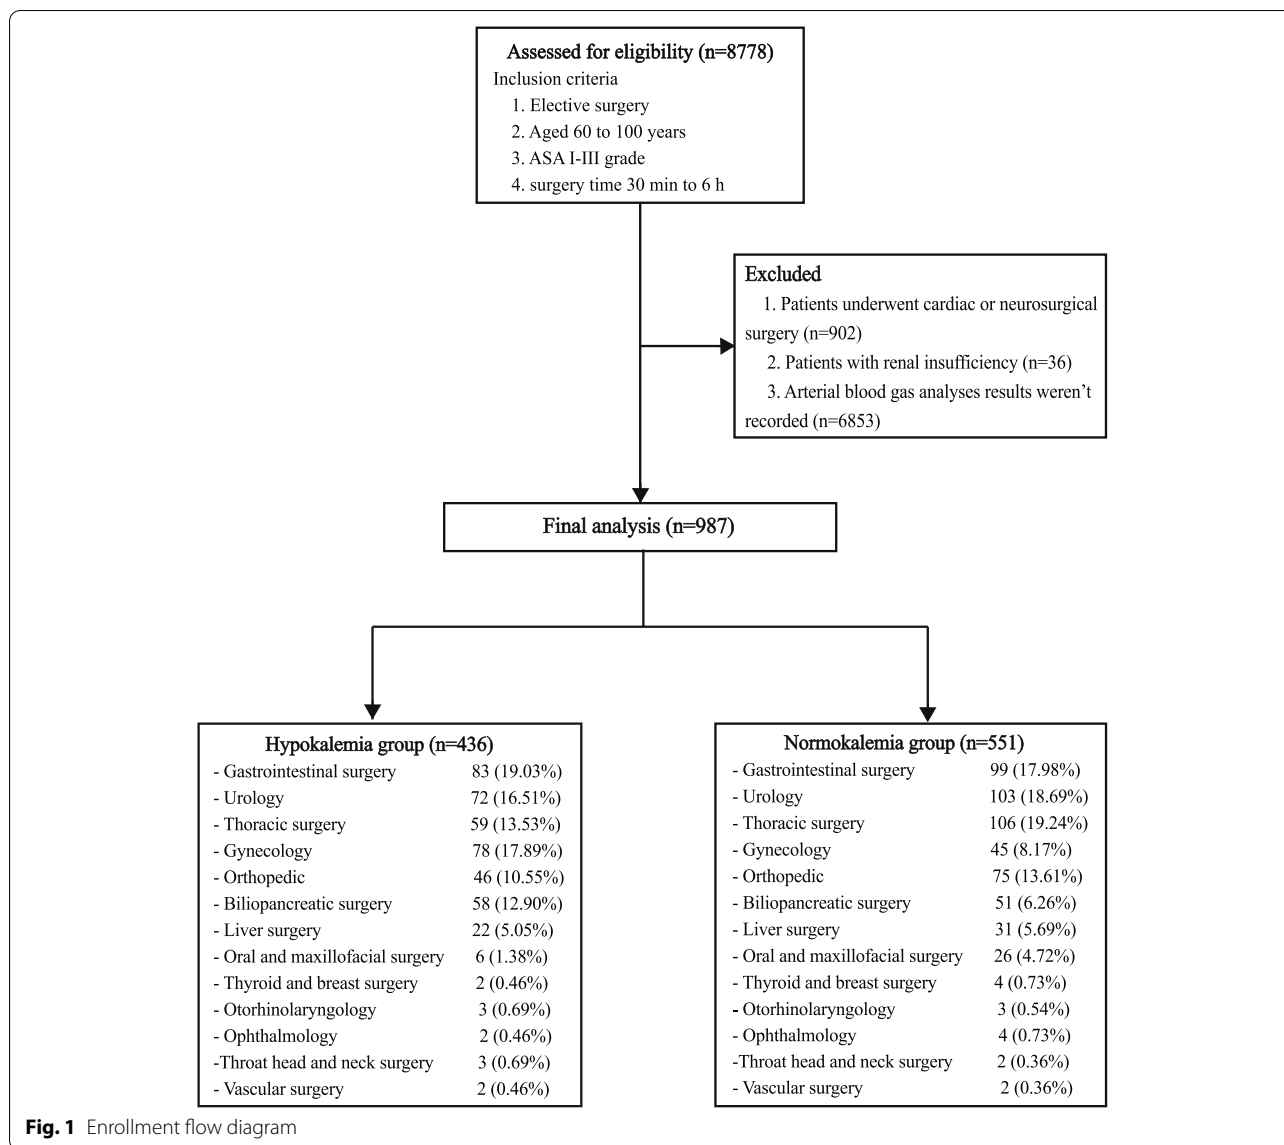 Assessed for eligibility (n=8778)
Inclusion criteria
1. Elective surgery
2. Aged 60 to 100 years
3. ASA I-III grade
4. surgery time 30 min to 6 h
Excluded
1. Patients underwent cardiac or neurosurgical
surgery (n=902)
2. Patients with renal insufficiency (n=36)
3. Arterial blood gas analyses results weren’t
recorded (n=6853)
Final analysis (n=987)
Hypokalemia group (n=436)
- Gastrointestinal surgery 83 (19.03%)
- Urology 72 (16.51%)
- Thoracic surgery 59 (13.53%)
- Gynecology 78 (17.89%)
- Orthopedic 46 (10.55%)
- Biliopancreatic surgery 58 (12.90%)
- Liver surgery 22 (5.05%)
- Oral and maxillofacial surgery 6 (1.38%)
- Thyroid and breast surgery 2 (0.46%)
- Otorhinolaryngology 3 (0.69%)
- Ophthalmology 2 (0.46%)
-Throat head and neck surgery 3 (0.69%)
- Vascular surgery 2 (0.46%)
Normokalemia group (n=551)
- Gastrointestinal surgery 99 (17.98%)
- Urology 103 (18.69%)
- Thoracic surgery 106 (19.24%)
- Gynecology 45 (8.17%)
- Orthopedic 75 (13.61%)
- Biliopancreatic surgery 51 (6.26%)
- Liver surgery 31 (5.69%)
- Oral and maxillofacial surgery 26 (4.72%)
- Thyroid and breast surgery 4 (0.73%)
- Otorhinolaryngology 3 (0.54%)
- Ophthalmology 4 (0.73%)
-Throat head and neck surgery 2 (0.36%)
- Vascular surgery 2 (0.36%)
Fig. 1 Enrollment flow diagram